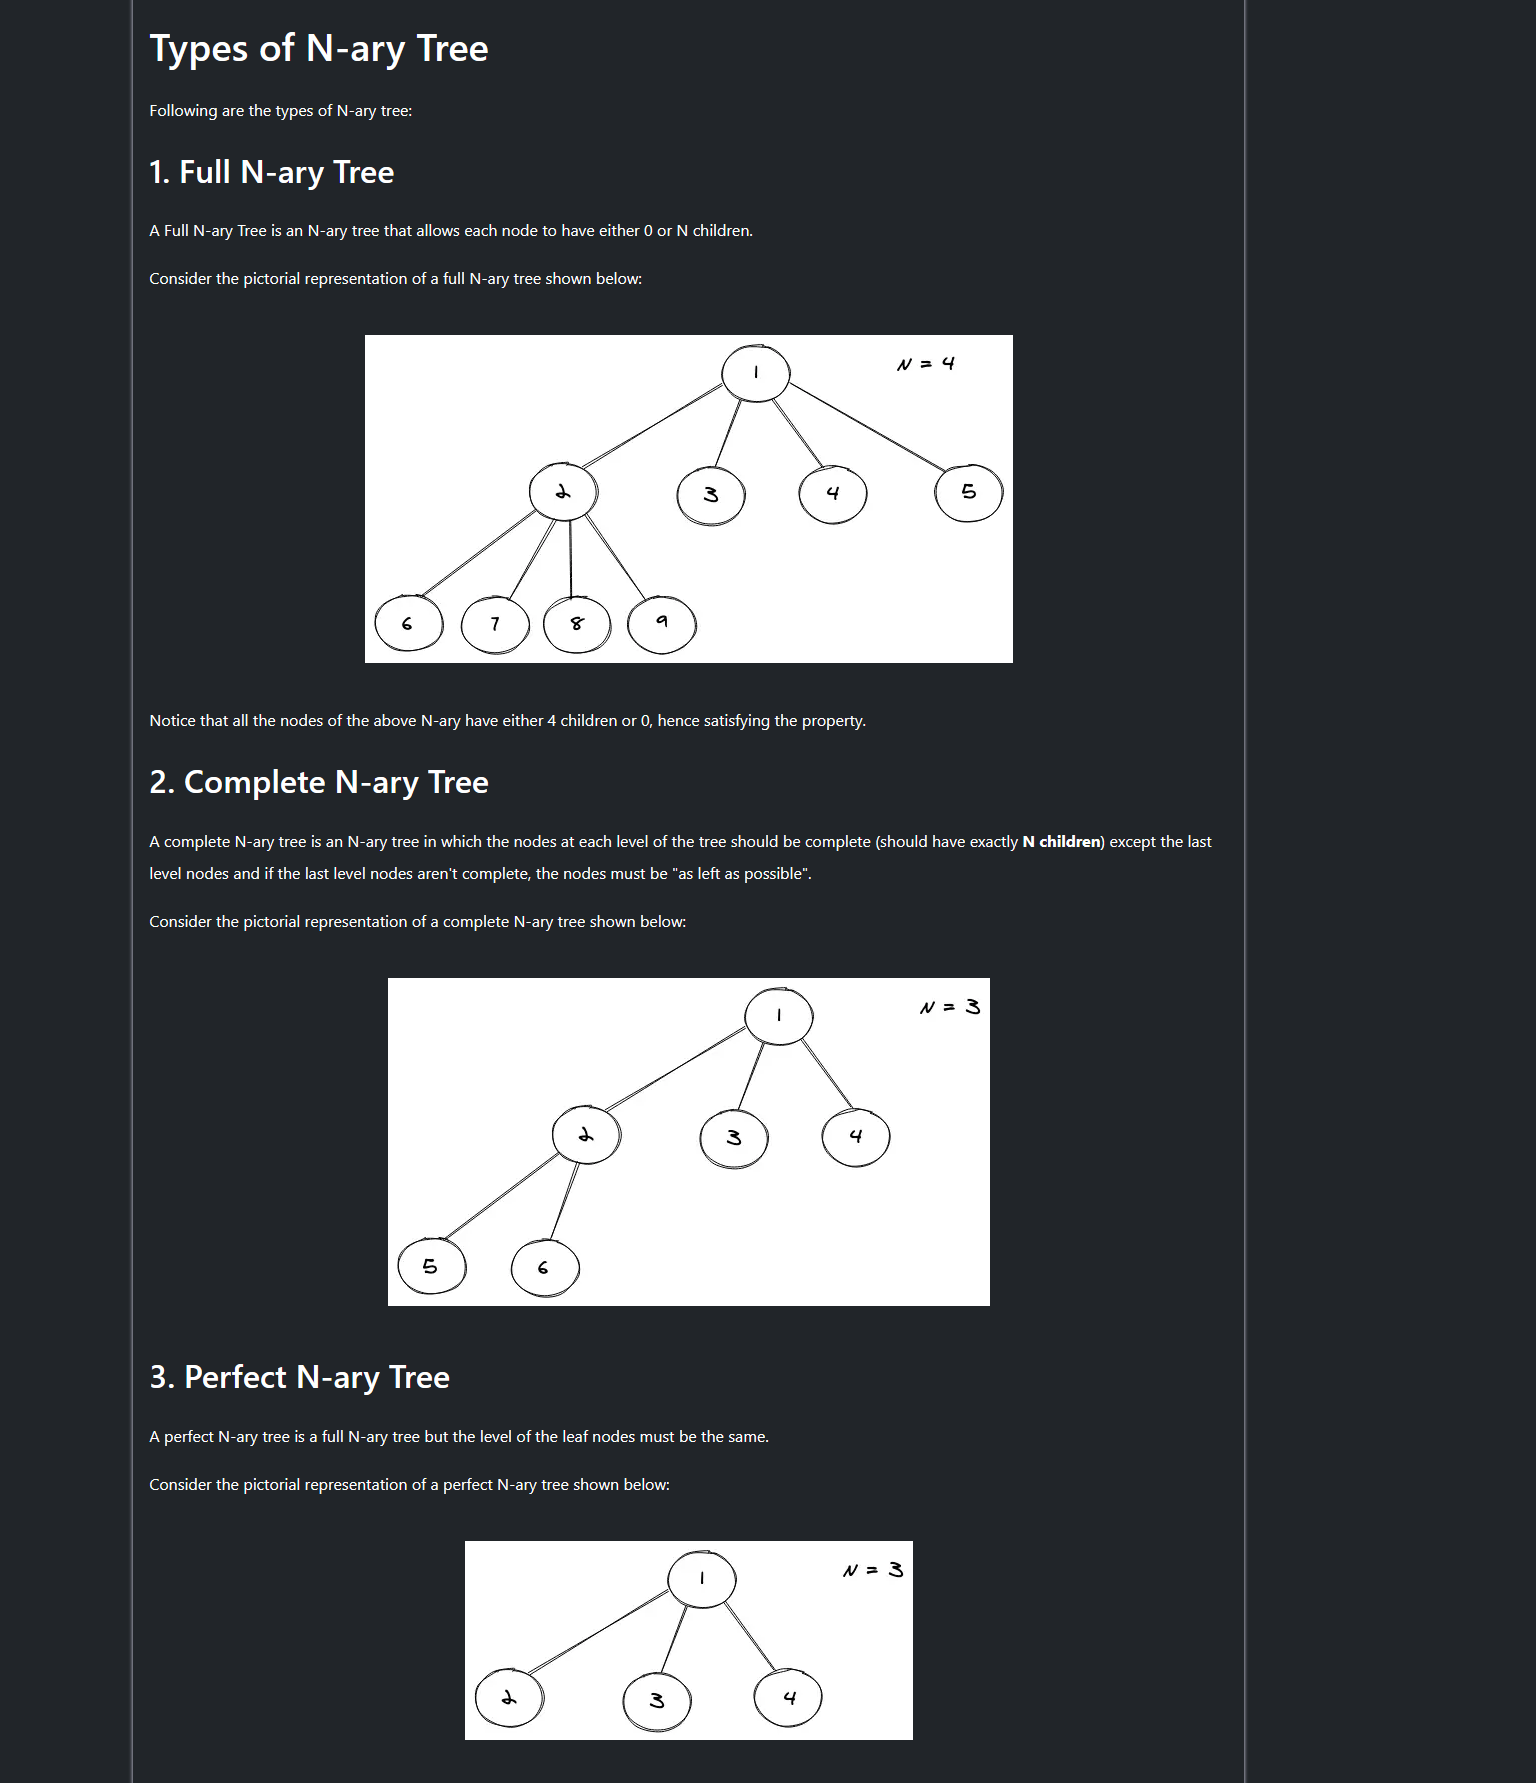 Types of N-ary Tree
Following are the types of N-ary tree:
1. Full N-ary Tree
A Full N-ary Tree is an N-ary tree that allows each node to have either 0 or N children.
Consider the pictorial representation of a full N-ary tree shown below:
1
N = 4
2
3
4
5
6
7
8
9
Notice that all the nodes of the above N-ary have either 4 children or 0, hence satisfying the property.
2. Complete N-ary Tree
A complete N-ary tree is an N-ary tree in which the nodes at each level of the tree should be complete (should have exactly N children) except the last
level nodes and if the last level nodes aren't complete, the nodes must be "as left as possible".
Consider the pictorial representation of a complete N-ary tree shown below:
1
N = 3
2
3
4
5
6
3. Perfect N-ary Tree
A perfect N-ary tree is a full N-ary tree but the level of the leaf nodes must be the same.
Consider the pictorial representation of a perfect N-ary tree shown below:
1
N = 3
2
3
4